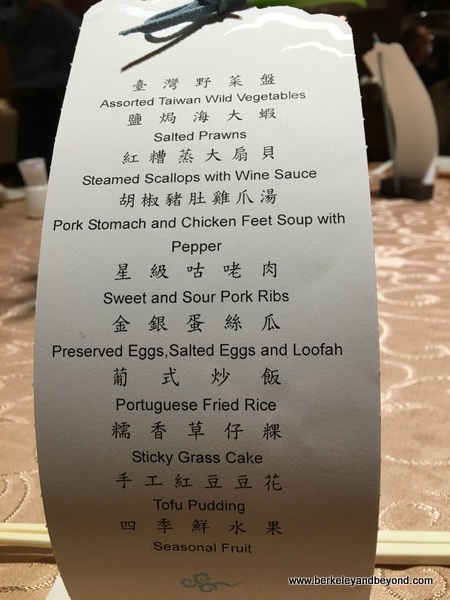 臺灣野菜盤
Assorted Taiwan Wild Vegetables
鹽焗海大蝦
Salted Prawns
紅糟蒸大扇貝
Steamed Scallops with Wine Sauce
胡椒豬肚雞爪湯
Pork Stomach and Chicken Feet Soup with
Pepper
星級咕咾肉
Sweet and Sour Pork Ribs
金銀蛋絲瓜
Preserved Eggs,Salted Eggs and Loofah
葡式炒飯
Portuguese Fried Rice
糯香草仔粿
Sticky Grass Cake
手工紅豆豆花
Tofu Pudding
四季鮮水果
Seasonal Fruit
www.berkeleyandbeyond.com